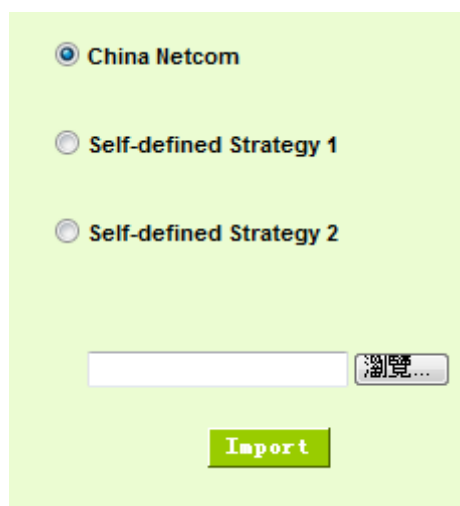 China Netcom
Self-defined Strategy 1
Self-defined Strategy 2
瀏覽...
Import